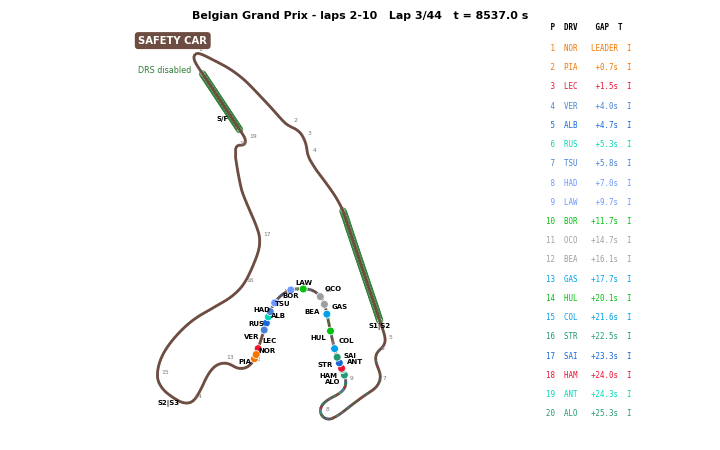 Belgian Grand Prix - laps 2-10   Lap 3/44   t = 8537.0 s
SAFETY CAR
DRS disabled
P DRV GAP T
1 NOR LEADER I
2 PIA +0.7s I
3 LEC +1.5s I
4 VER +4.0s I
5 ALB +4.7s I
6 RUS +5.3s I
7 TSU +5.8s I
8 HAD +7.0s I
9 LAW +9.7s I
10 BOR +11.7s I
11 OCO +14.7s I
12 BEA +16.1s I
13 GAS +17.7s I
14 HUL +20.1s I
15 COL +21.6s I
16 STR +22.5s I
17 SAI +23.3s I
18 HAM +24.0s I
19 ANT +24.3s I
20 ALO +25.3s I
S/F
19
2
3
4
17
16
LAW
BOR
OCO
TSU
HAD
ALB
GAS
BEA
RUS
VER
LEC
HUL
COL
NOR
PIA
SAI
STR
ANT
HAM
ALO
S1|S2
5
7
9
8
13
15
S2|S3